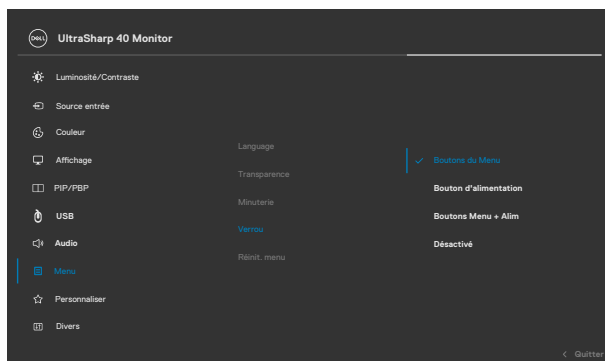 DELL UltraSharp 40 Monitor
Luminosité/Contraste
Source entrée
Couleur
Affichage
PIP/PBP
USB
Audio
Menu
Personnaliser
Divers
Language
Transparence
Minuterie
Verrou
Réinit. menu
Boutons du Menu
Bouton d'alimentation
Boutons Menu + Alim
Désactivé
Quitter